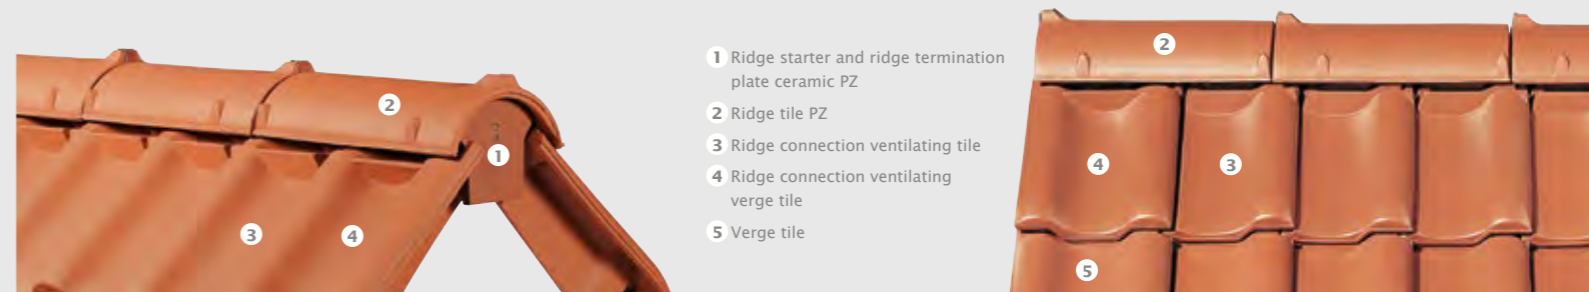 2
1
3
4
1 Ridge starter and ridge termination
plate ceramic PZ
2 Ridge tile PZ
3 Ridge connection ventilating tile
4 Ridge connection ventilating
verge tile
5 Verge tile
2
4
3
5